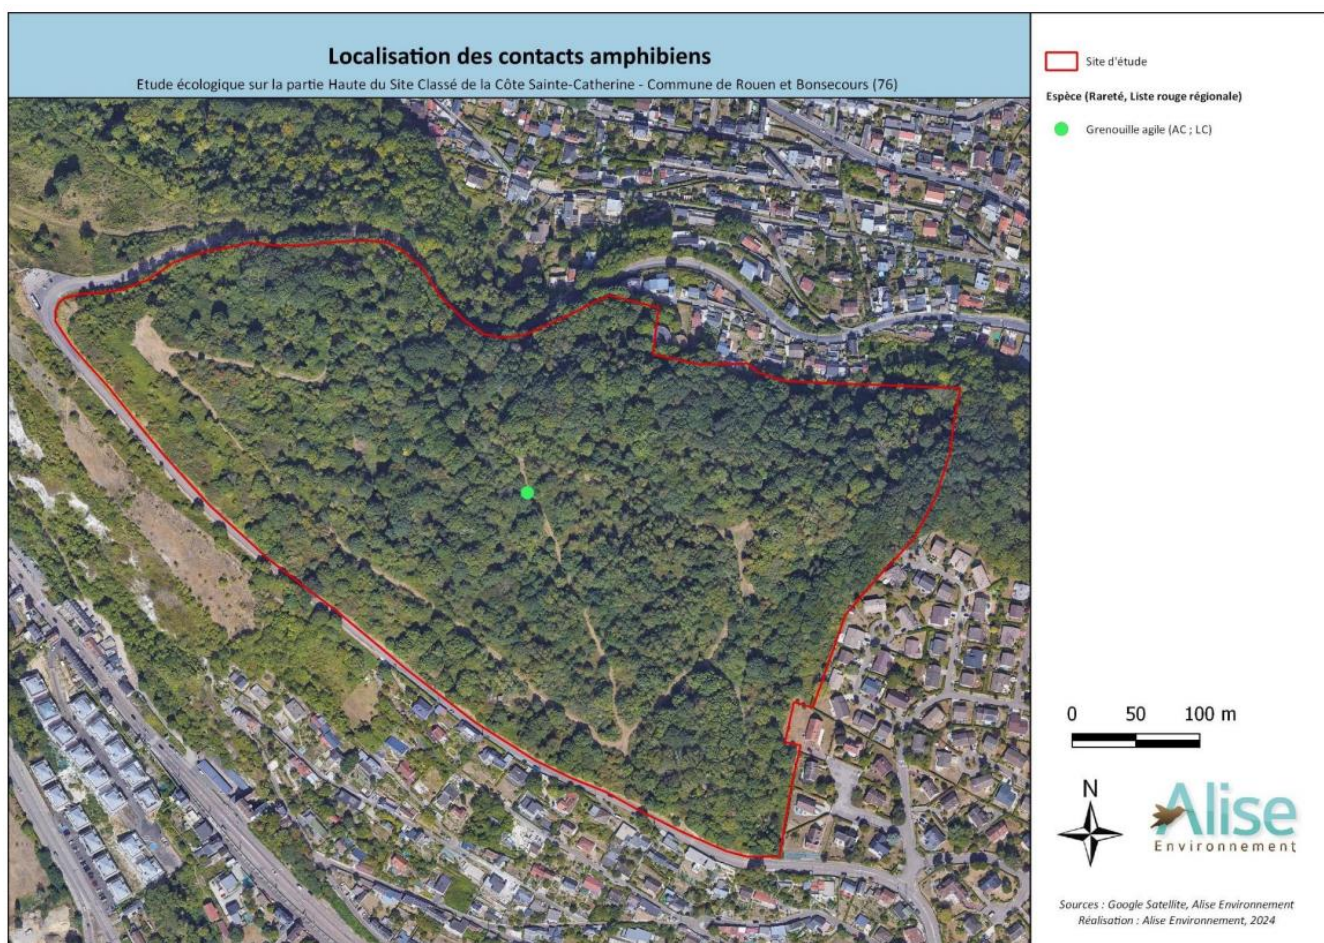 Localisation des contacts amphibiens
Etude écologique sur la partie Haute du Site Classé de la Côte Sainte-Catherine - Commune de Rouen et Bonsecours (76)
Site d'étude
Espèce (Rareté, Liste rouge régionale)
Grenouille agile (AC ; LC)
0 50 100 m
N
Alise
Environnement
Sources : Google Satellite, Alise Environnement
Réalisation : Alise Environnement, 2024